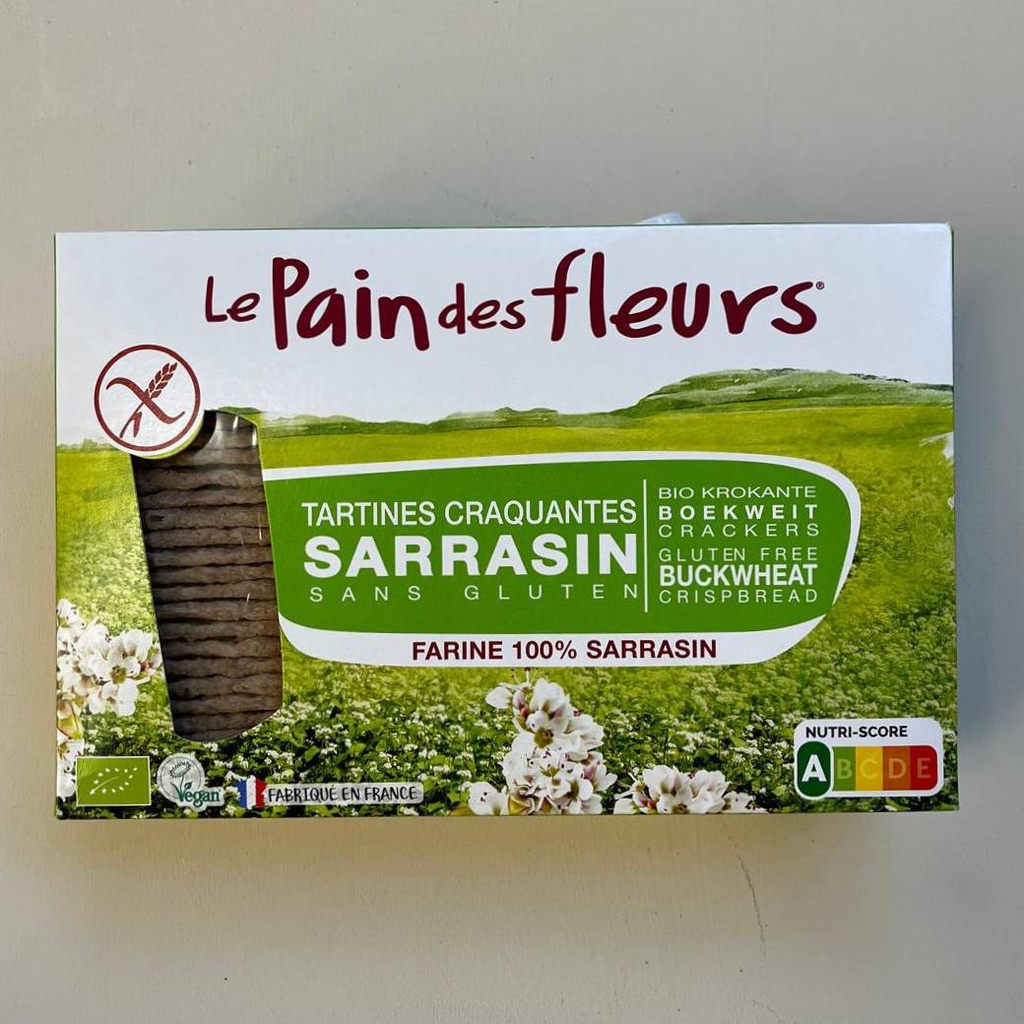 Le Pain des fleurs®
TARTINES CRAQUANTES
SARRASIN
SANS GLUTEN
BIO KROKANTE
BOEKWEIT
CRACKERS
GLUTEN FREE
BUCKWHEAT
CRISPBREAD
FARINE 100% SARRASIN
NUTRI-SCORE
A B C D E
Vegan
FABRIQUÉ EN FRANCE